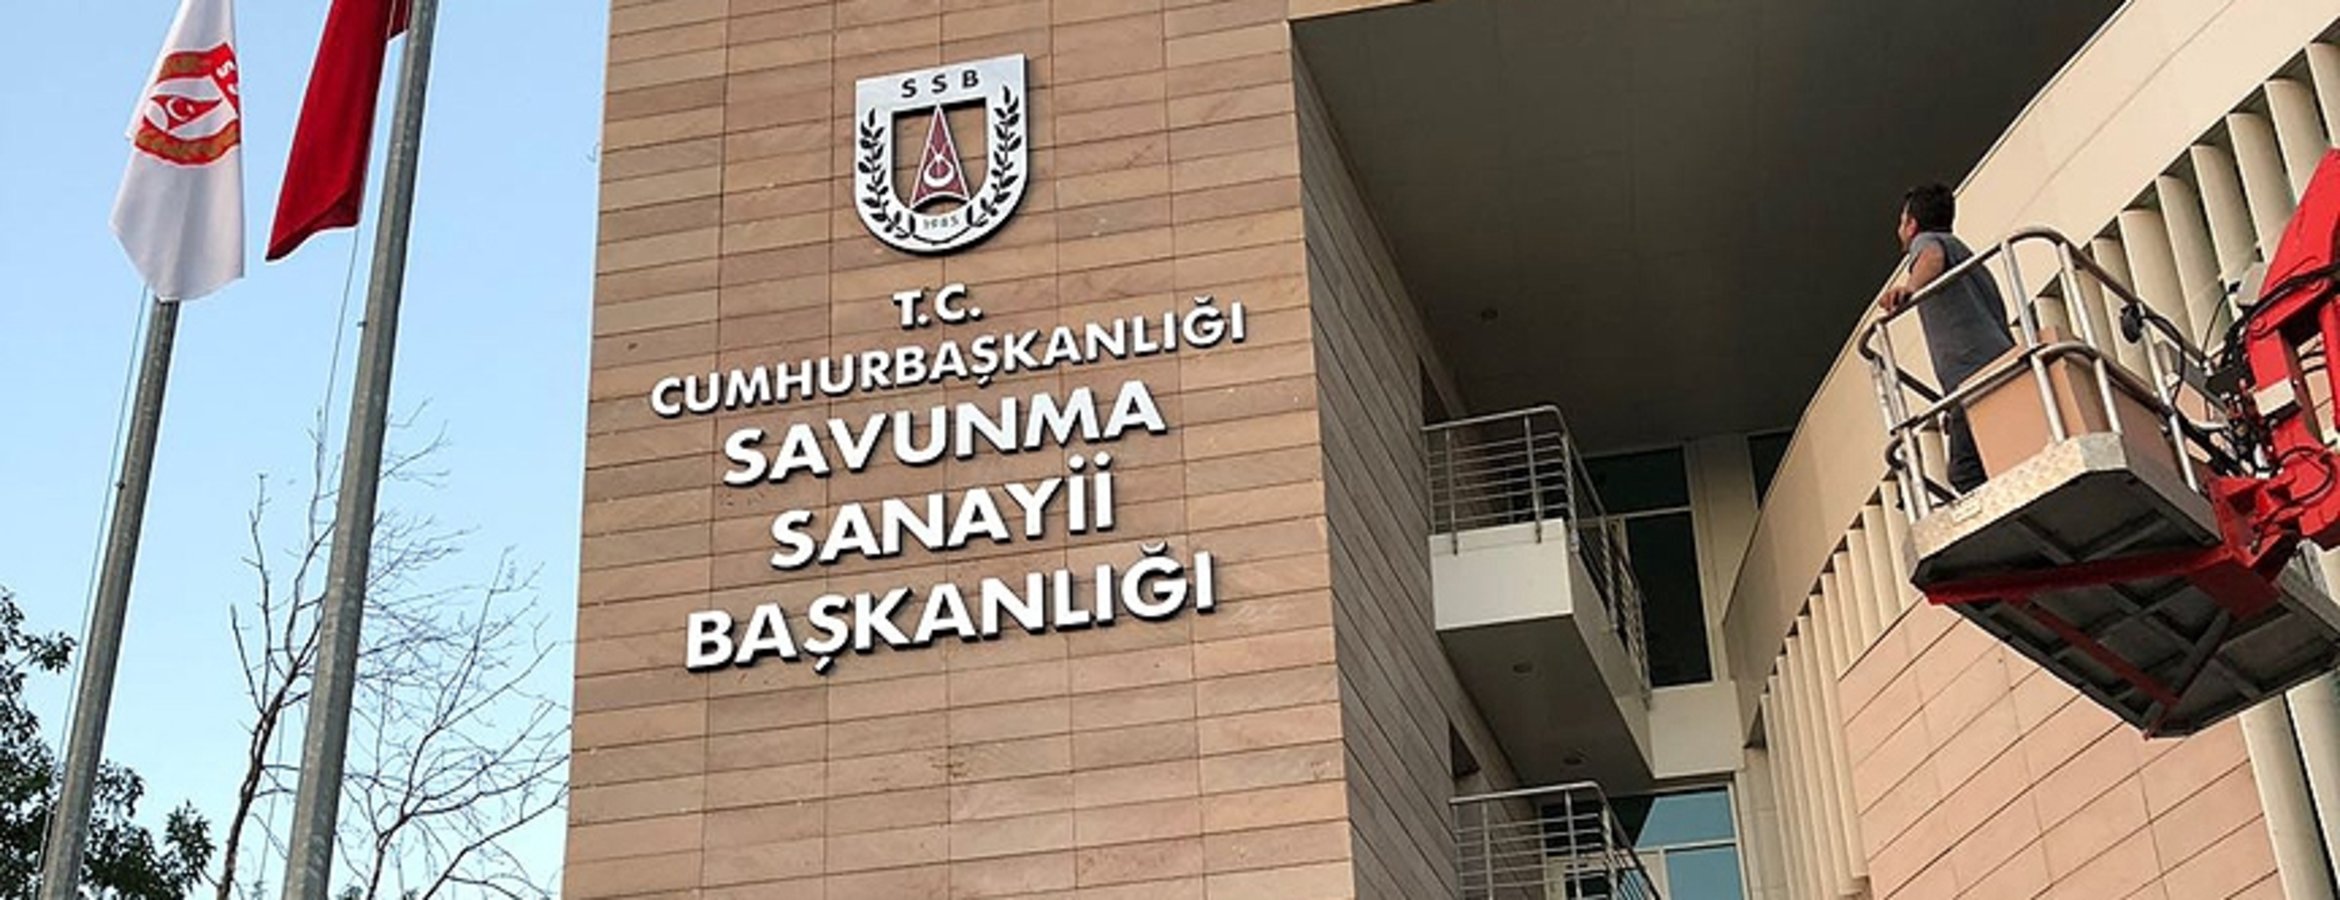 SSB
1985
T.C.
CUMHURBAŞKANLIĞI
SAVUNMA
SANAYİİ
BAŞKANLIĞI